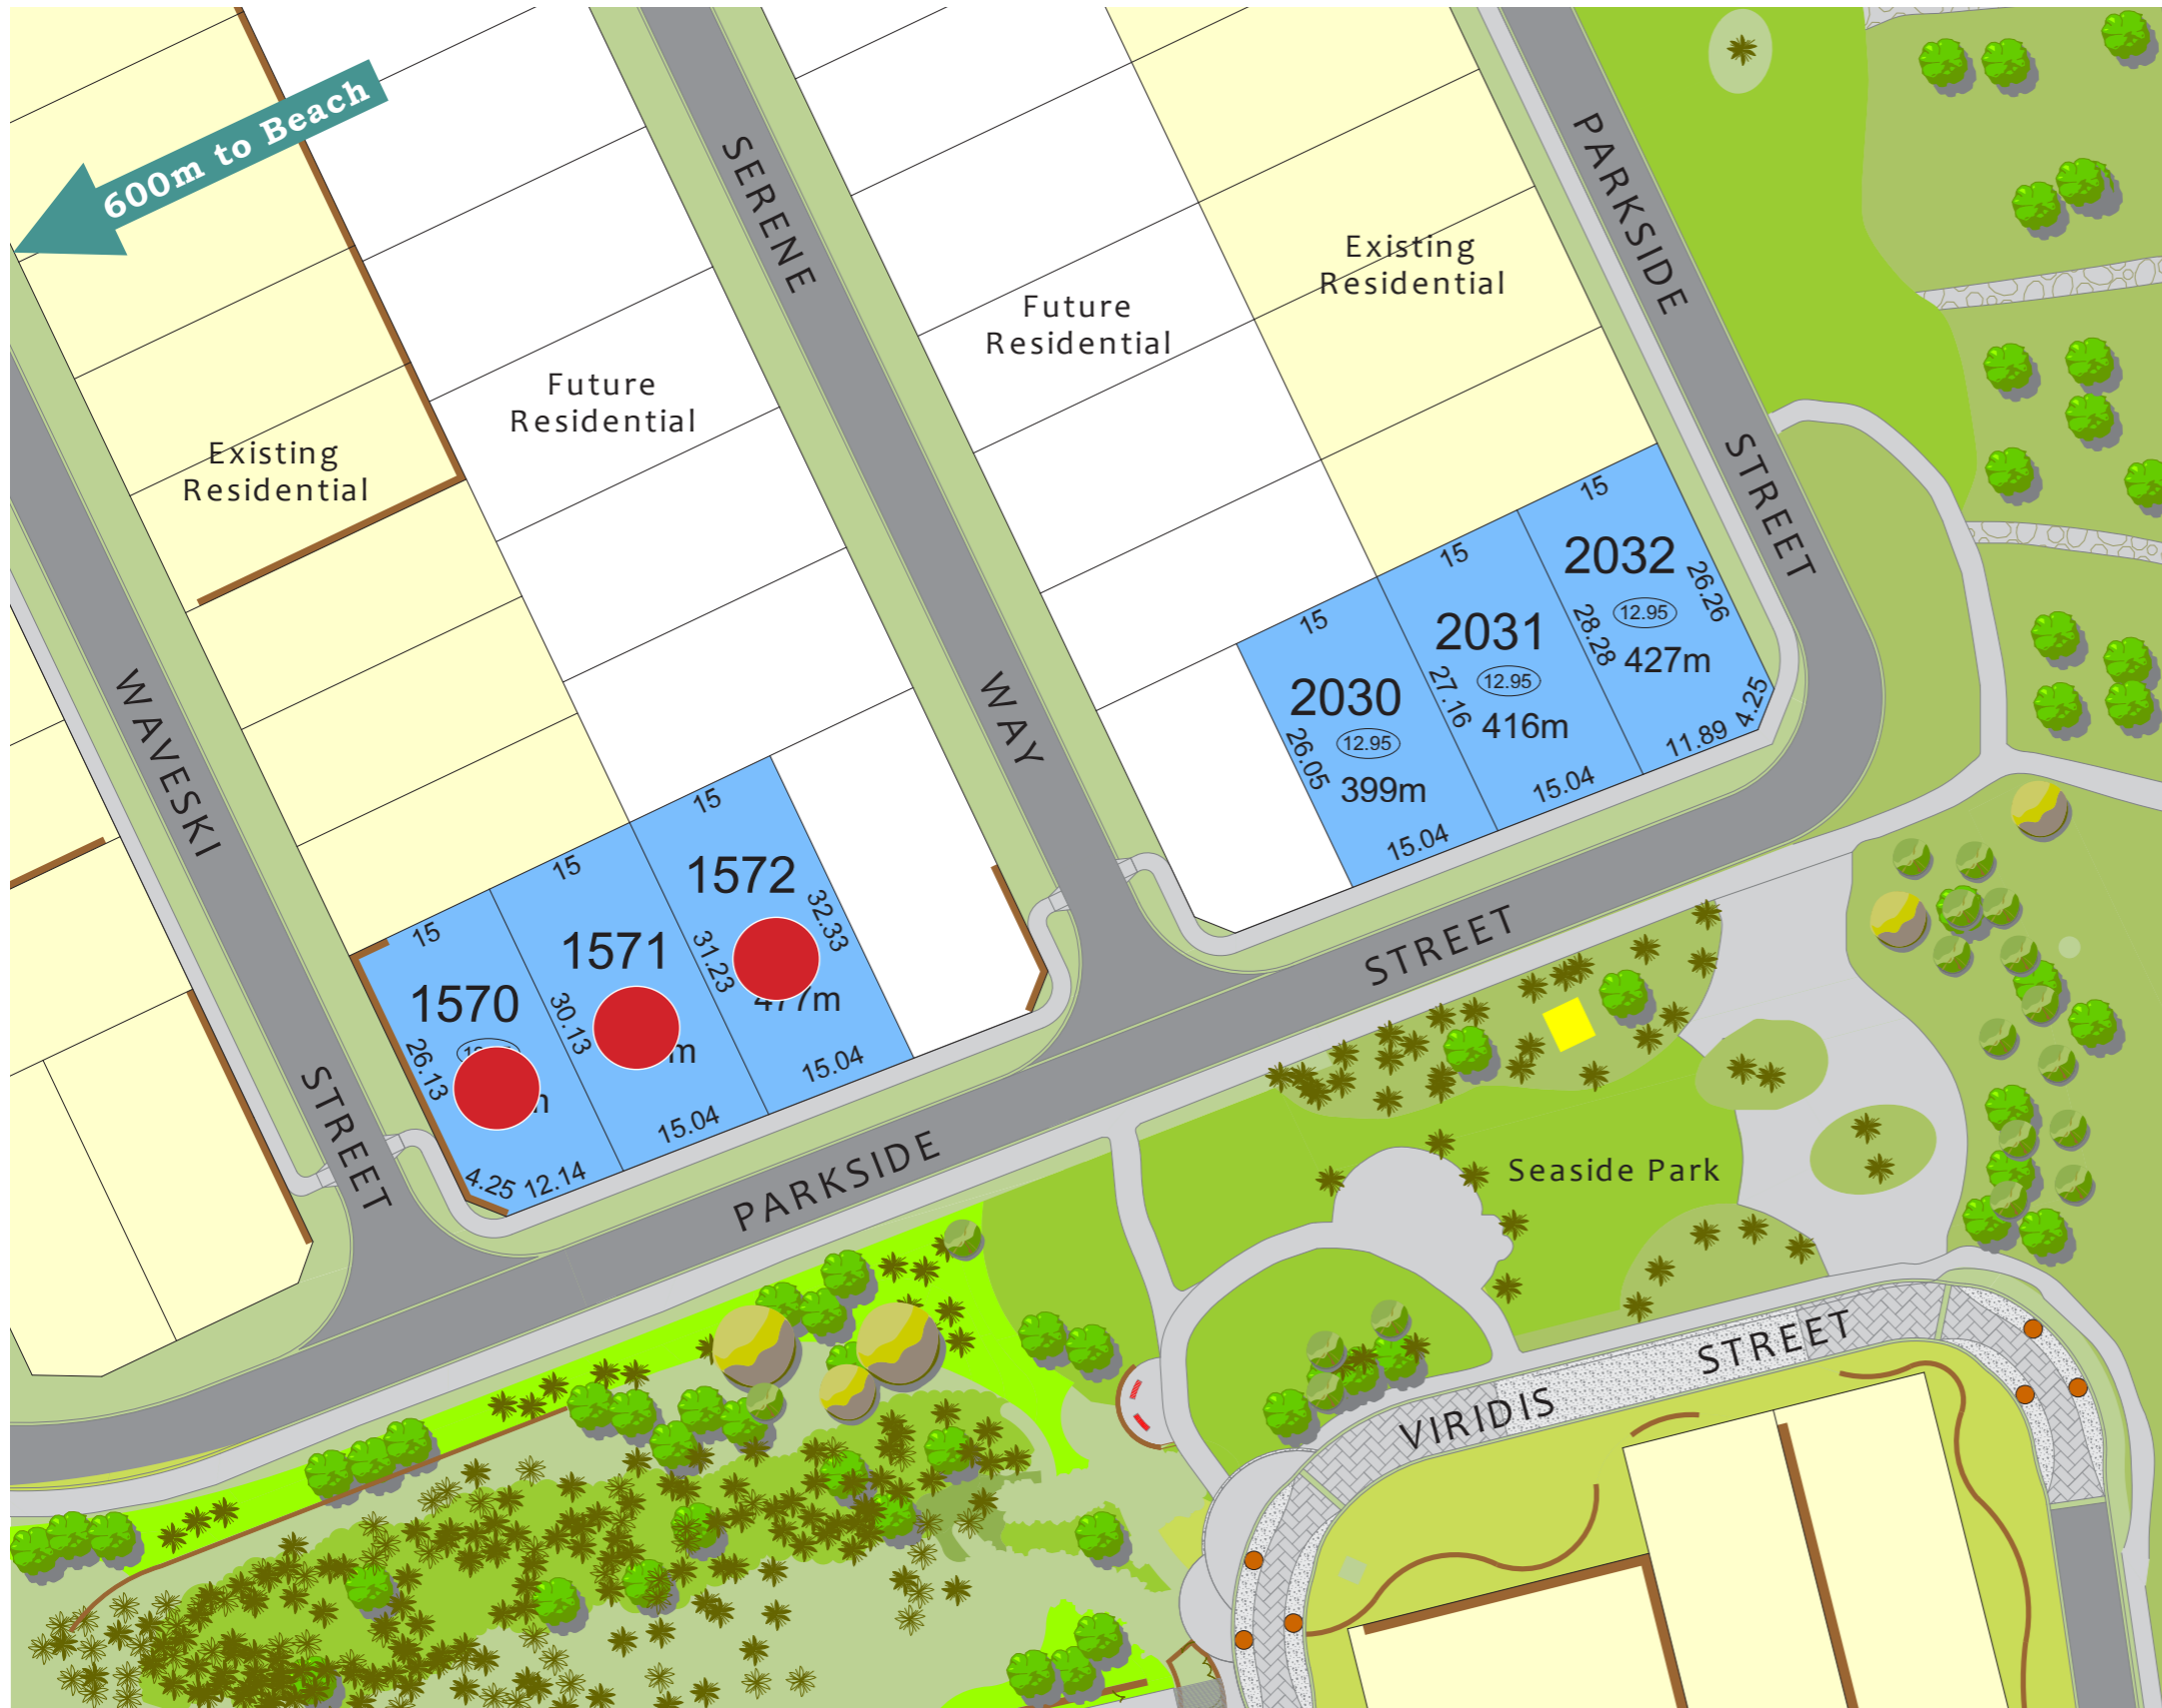 600m to Beach
SERENE
WAY
PARKSIDE
STREET
Existing
Residential
Future
Residential
Future
Residential
Existing
Residential
WAVESKI
STREET
15
2032
12.95
427m
28.28
26.26
4.25
11.89
15
2031
12.95
416m
27.16
15.04
15
2030
12.95
399m
26.05
15.04
15
1572
31.23
32.33
477m
15.04
15
1571
30.13
m
15.04
15
1570
26.13
4.25
12.14
PARKSIDE
STREET
Seaside Park
VIRIDIS
STREET